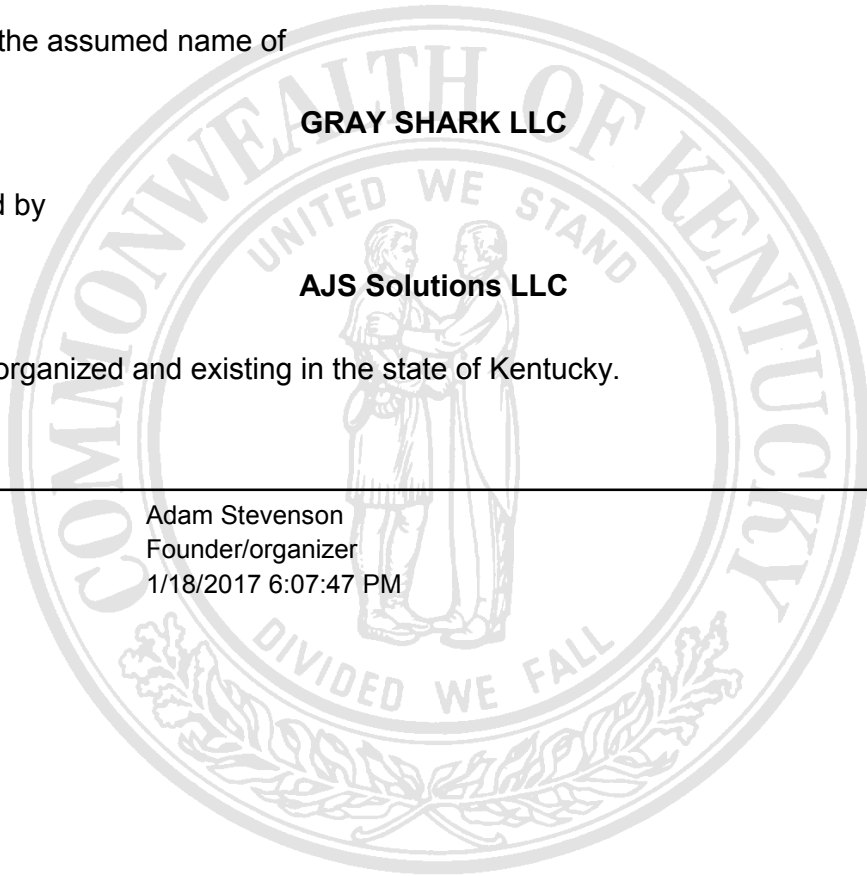 the assumed name of
GRAY SHARK LLC
d by
AJS Solutions LLC
organized and existing in the state of Kentucky.
Adam Stevenson
Founder/organizer
1/18/2017 6:07:47 PM
COMMONWEALTH OF KENTUCKY
UNITED WE STAND
DIVIDED WE FALL